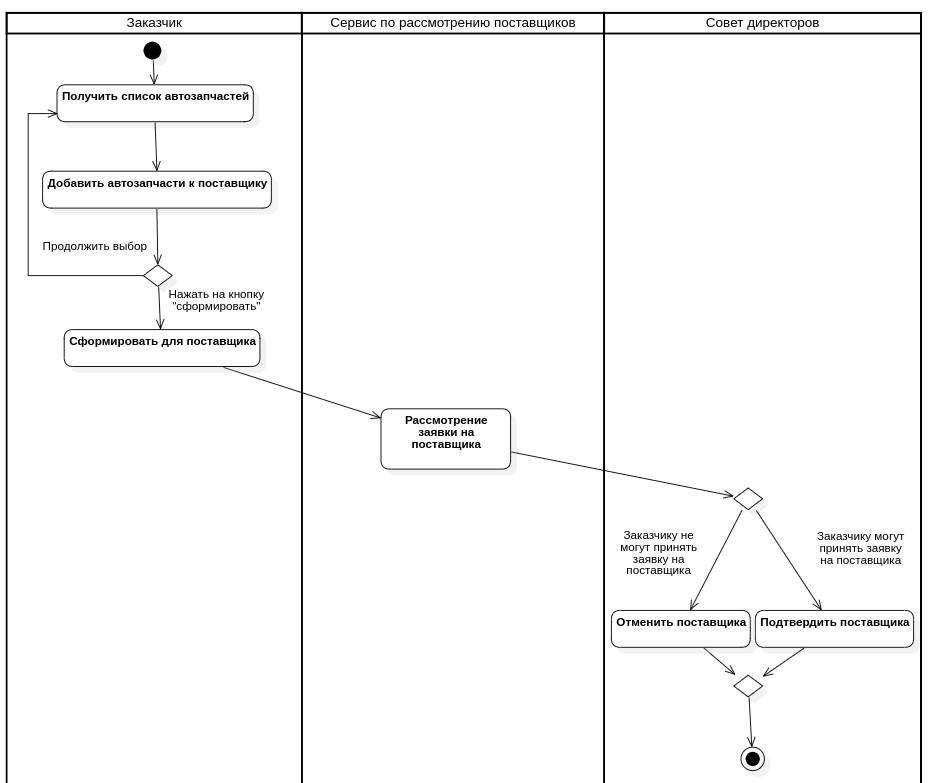 Заказчик
Сервис по рассмотрению поставщиков
Совет директоров
Получить список автозапчастей
Добавить автозапчасти к поставщику
Продолжить выбор
Нажать на кнопку
"сформировать"
Сформировать для поставщика
Рассмотрение
заявки на
поставщика
Заказчику не
могут принять
заявку на
поставщика
Заказчику могут
принять заявку
на поставщика
Отменить поставщика
Подтвердить поставщика